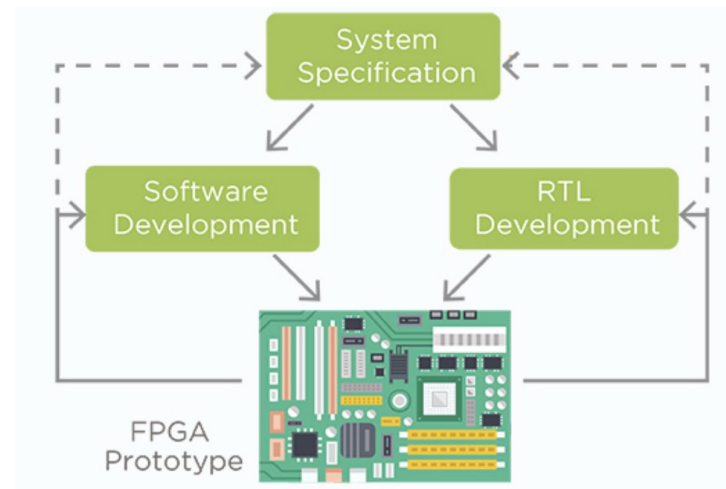 System
Specification
Software
Development
RTL
Development
FPGA
Prototype